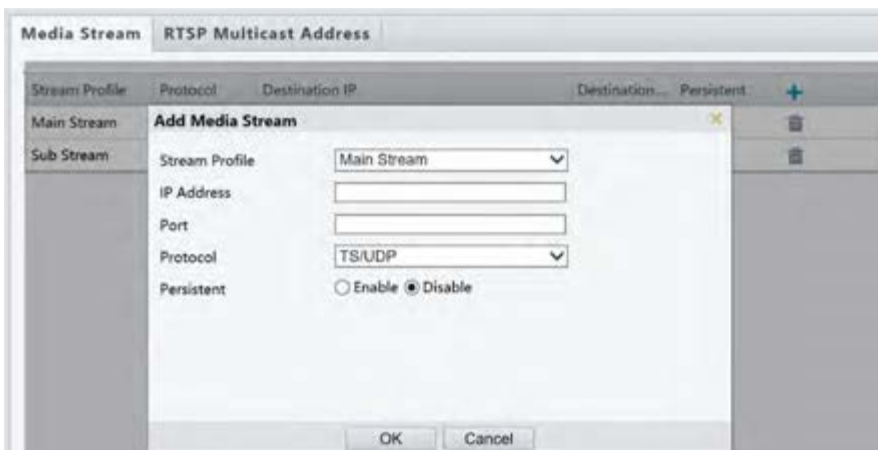 Media Stream RTSP Multicast Address
Stream Profile Protocol Destination IP Destination... Persistent
Main Stream
Sub Stream
Add Media Stream
Stream Profile Main Stream
IP Address
Port
Protocol TS/UDP
Persistent Enable Disable
OK Cancel